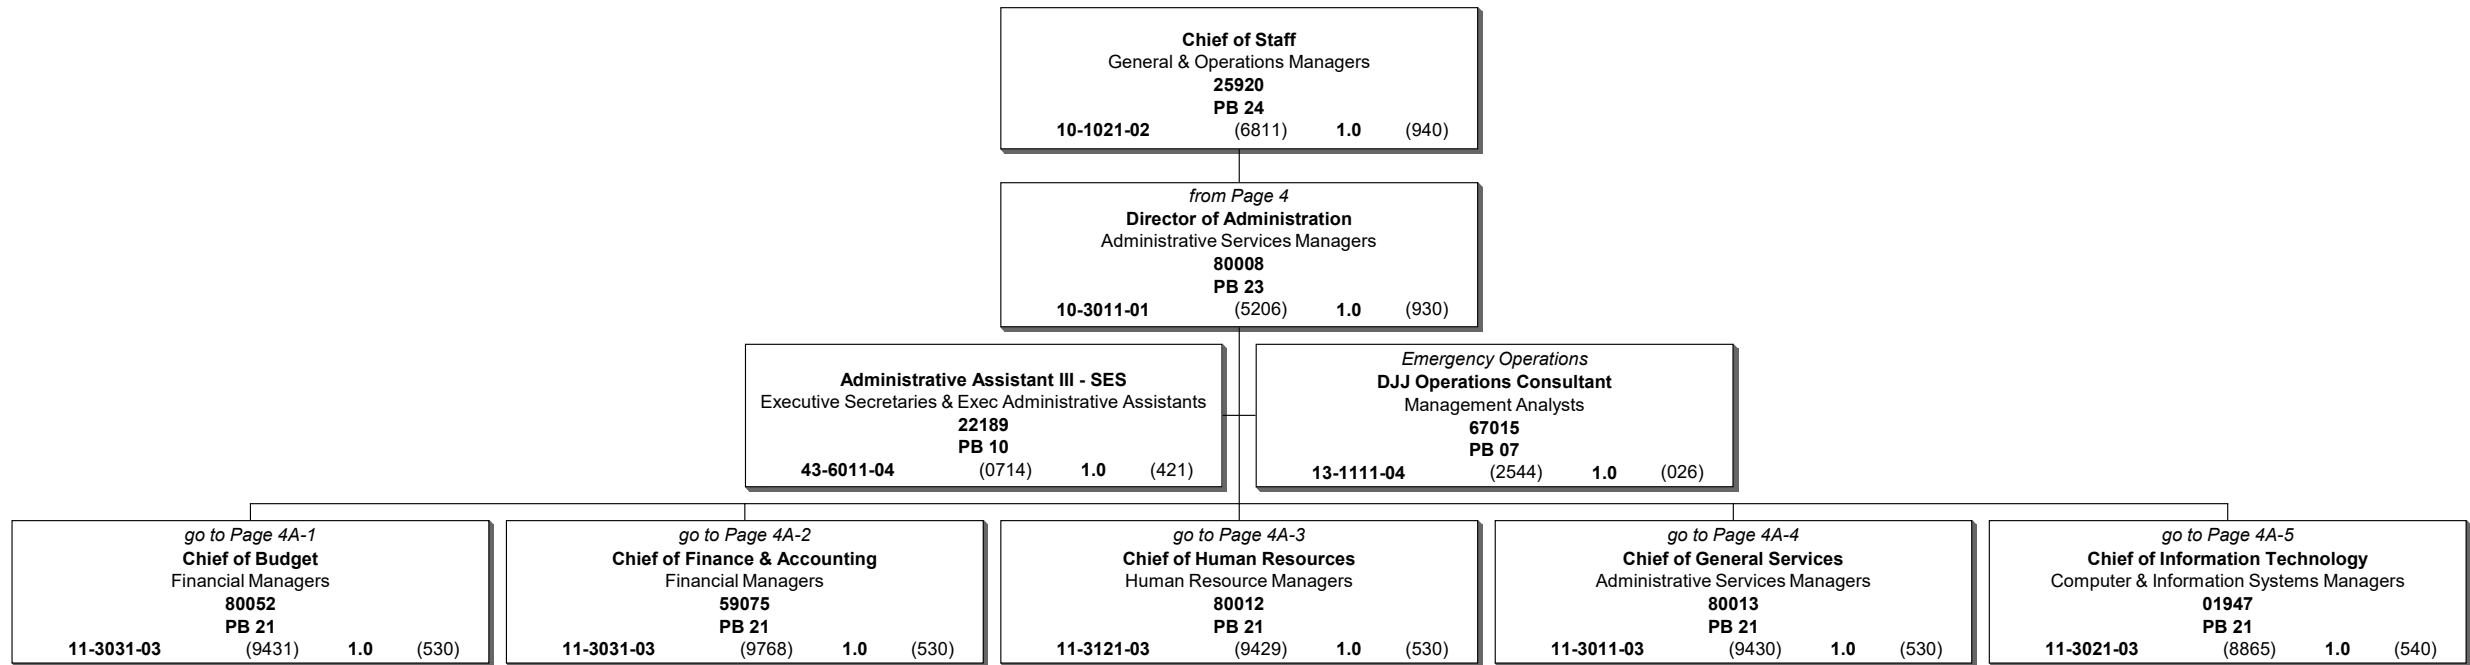 Chief of Staff
General & Operations Managers
25920
PB 24
10-1021-02 (6811) 1.0 (940)
from Page 4
Director of Administration
Administrative Services Managers
80008
PB 23
10-3011-01 (5206) 1.0 (930)
Administrative Assistant III - SES
Executive Secretaries & Exec Administrative Assistants
22189
PB 10
43-6011-04 (0714) 1.0 (421)
Emergency Operations
DJJ Operations Consultant
Management Analysts
67015
PB 07
13-1111-04 (2544) 1.0 (026)
go to Page 4A-1
Chief of Budget
Financial Managers
80052
PB 21
11-3031-03 (9431) 1.0 (530)
go to Page 4A-2
Chief of Finance & Accounting
Financial Managers
59075
PB 21
11-3031-03 (9768) 1.0 (530)
go to Page 4A-3
Chief of Human Resources
Human Resource Managers
80012
PB 21
11-3121-03 (9429) 1.0 (530)
go to Page 4A-4
Chief of General Services
Administrative Services Managers
80013
PB 21
11-3011-03 (9430) 1.0 (530)
go to Page 4A-5
Chief of Information Technology
Computer & Information Systems Managers
01947
PB 21
11-3021-03 (8865) 1.0 (540)